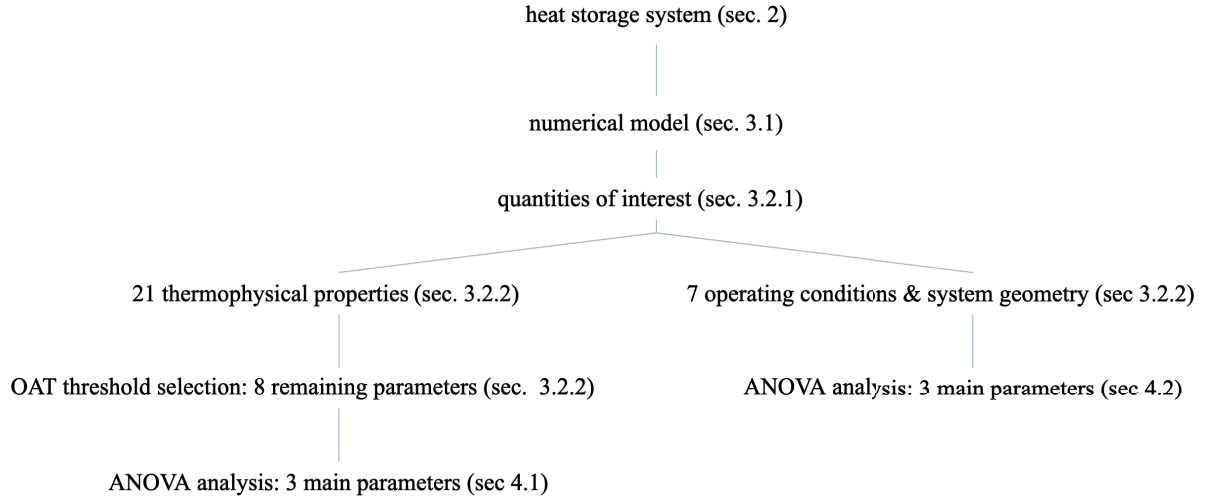 heat storage system (sec. 2)
numerical model (sec. 3.1)
quantities of interest (sec. 3.2.1)
21 thermophysical properties (sec. 3.2.2)
7 operating conditions & system geometry (sec 3.2.2)
OAT threshold selection: 8 remaining parameters (sec. 3.2.2)
ANOVA analysis: 3 main parameters (sec 4.2)
ANOVA analysis: 3 main parameters (sec 4.1)